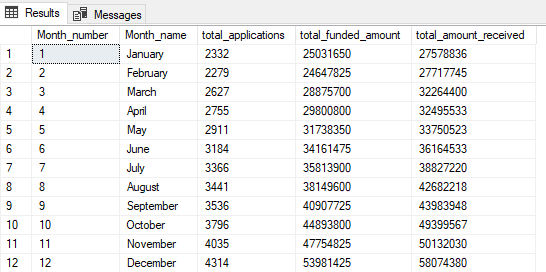 Results Messages
Month_number Month_name total_applications total_funded_amount total_amount_received
1 1 January 2332 25031650 27578836
2 2 February 2279 24647825 27717745
3 3 March 2627 28875700 32264400
4 4 April 2755 29800800 32495533
5 5 May 2911 31738350 33750523
6 6 June 3184 34161475 36164533
7 7 July 3366 35813900 38827220
8 8 August 3441 38149600 42682218
9 9 September 3536 40907725 43983948
10 10 October 3796 44893800 49399567
11 11 November 4035 47754825 50132030
12 12 December 4314 53981425 58074380